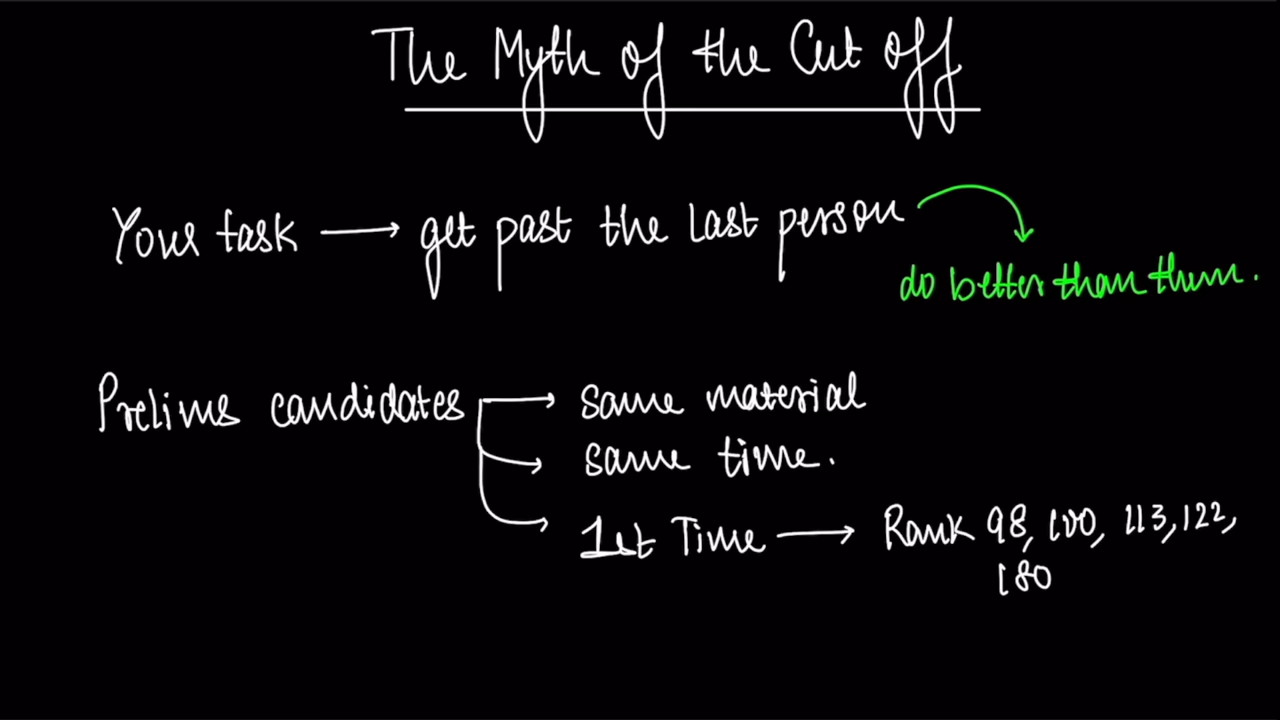 The Myth of the Cut off
Your task → get past the last person
do better than them.
Prelims candidates → same material
→ same time.
→ 1st Time → Rank 98, 100, 113, 122,
180